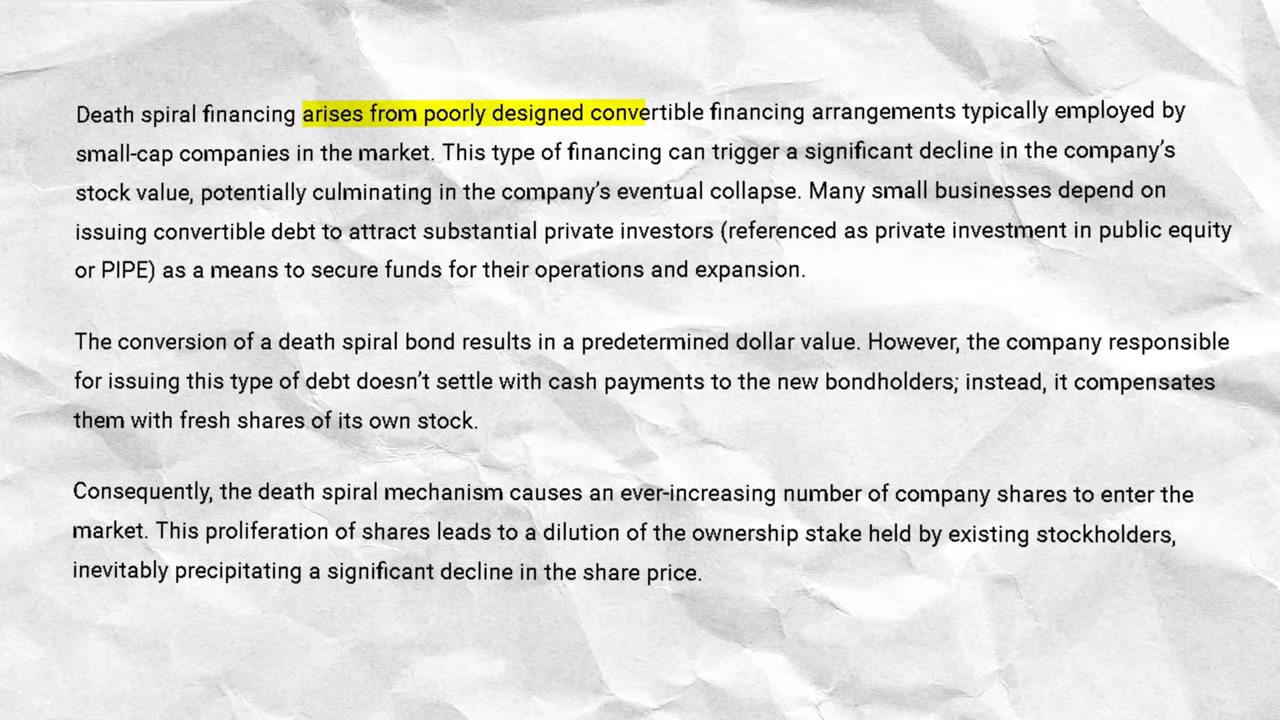 Death spiral financing arises from poorly designed convertible financing arrangements typically employed by
small-cap companies in the market. This type of financing can trigger a significant decline in the company's
stock value, potentially culminating in the company's eventual collapse. Many small businesses depend on
issuing convertible debt to attract substantial private investors (referenced as private investment in public equity
or PIPE) as a means to secure funds for their operations and expansion.
The conversion of a death spiral bond results in a predetermined dollar value. However, the company responsible
for issuing this type of debt doesn't settle with cash payments to the new bondholders; instead, it compensates
them with fresh shares of its own stock.
Consequently, the death spiral mechanism causes an ever-increasing number of company shares to enter the
market. This proliferation of shares leads to a dilution of the ownership stake held by existing stockholders,
inevitably precipitating a significant decline in the share price.